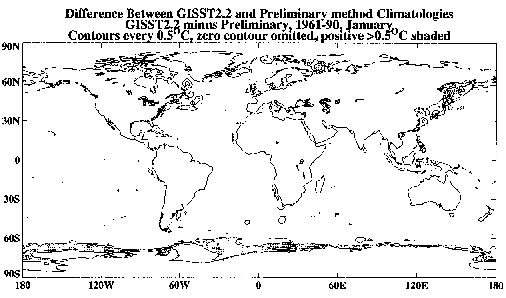 Difference Between GISST2.2 and Preliminary method Climatologies
GISST2.2 minus Preliminary, 1961-90, January
Contours every 0.5°C, zero contour omitted, positive >0.5°C shaded
90N
60N
30N
0
30S
60S
90S
180 120W 60W 0 60E 120E 180